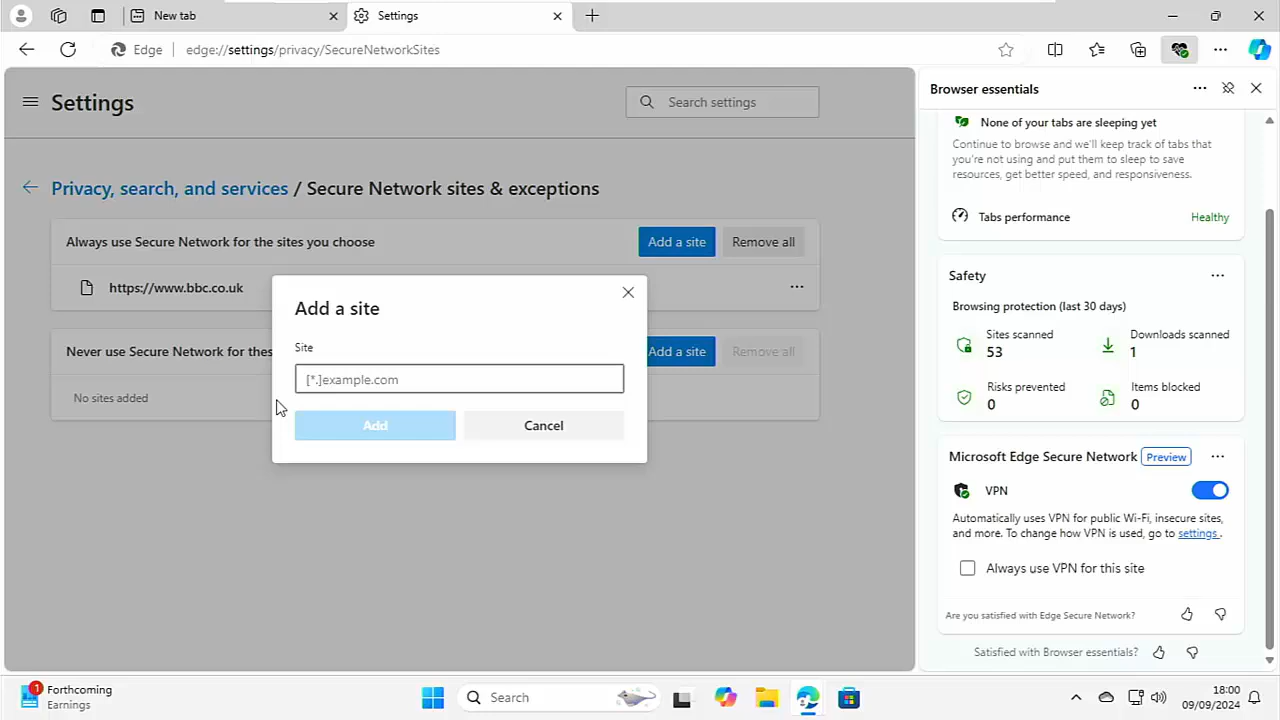 New tab
Settings
Edge
edge://settings/privacy/SecureNetworkSites
Settings
Search settings
Privacy, search, and services / Secure Network sites & exceptions
Always use Secure Network for the sites you choose
Add a site
Remove all
https://www.bbc.co.uk
Never use Secure Network for these
Add a site
Remove all
No sites added
Add a site
Site
[*.]example.com
Add
Cancel
Browser essentials
None of your tabs are sleeping yet
Continue to browse and we'll keep track of tabs that
you're not using and put them to sleep to save
resources, get better speed, and responsiveness.
Tabs performance
Healthy
Safety
Browsing protection (last 30 days)
Sites scanned
53
Downloads scanned
1
Risks prevented
0
Items blocked
0
Microsoft Edge Secure Network Preview
VPN
Automatically uses VPN for public Wi-Fi, insecure sites,
and more. To change how VPN is used, go to settings .
Always use VPN for this site
Are you satisfied with Edge Secure Network?
Satisfied with Browser essentials?
1
Forthcoming
Earnings
Search
18:00
09/09/2024